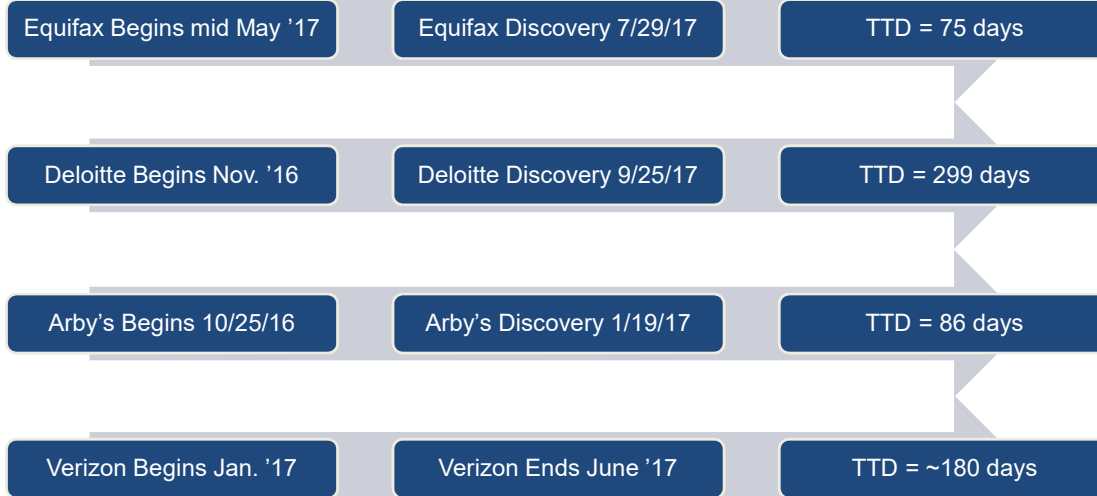 Equifax Begins mid May ’17
Equifax Discovery 7/29/17
TTD = 75 days
Deloitte Begins Nov. ’16
Deloitte Discovery 9/25/17
TTD = 299 days
Arby’s Begins 10/25/16
Arby’s Discovery 1/19/17
TTD = 86 days
Verizon Begins Jan. ’17
Verizon Ends June ’17
TTD = ~180 days